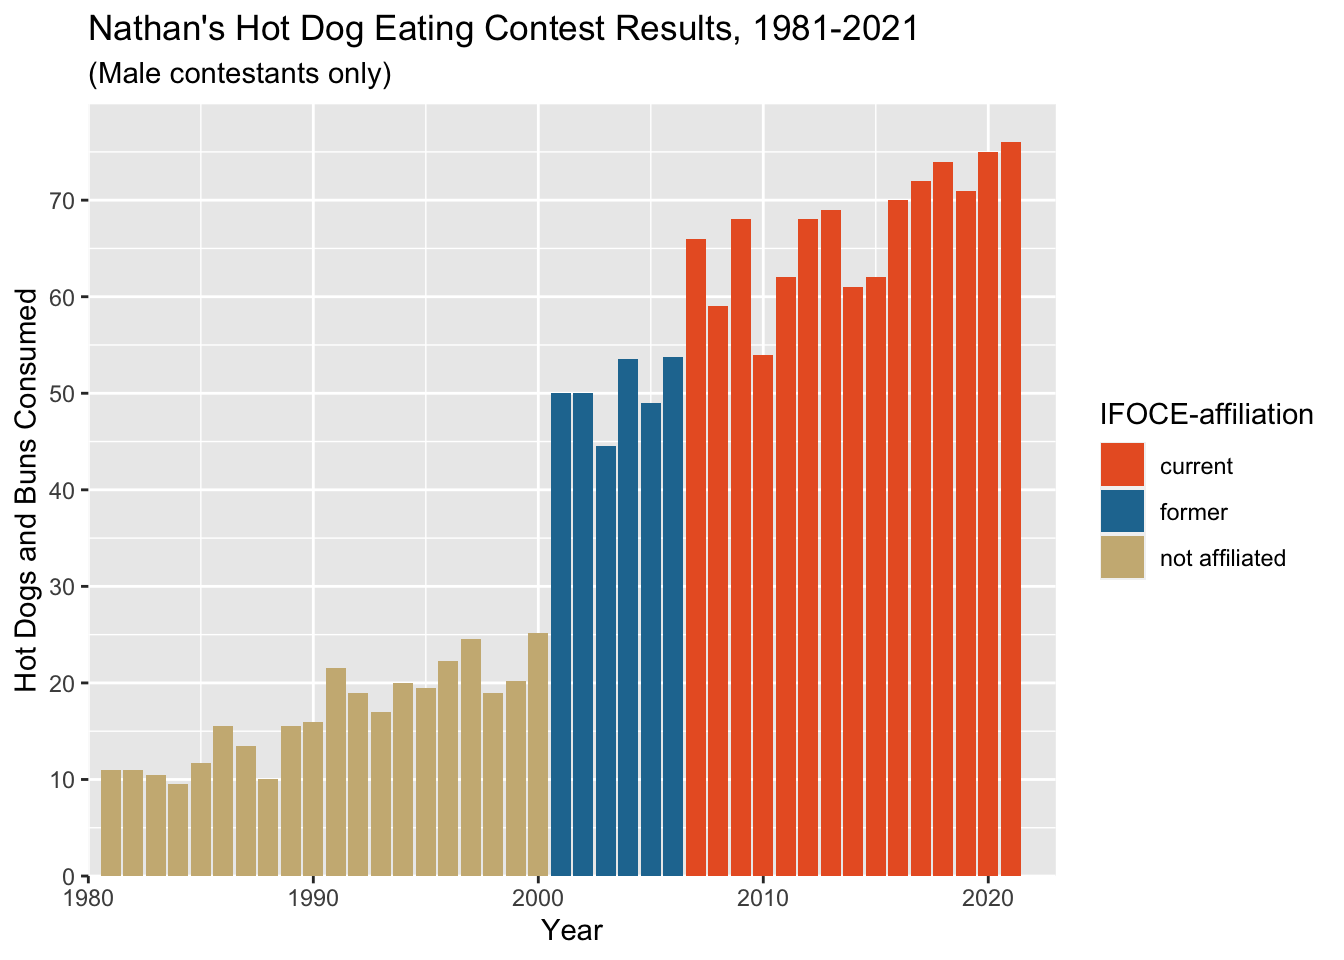 Nathan's Hot Dog Eating Contest Results, 1981-2021
(Male contestants only)
Hot Dogs and Buns Consumed
70
60
50
40
30
20
10
0
1980
1990
2000
2010
2020
Year
IFOCE-affiliation
current
former
not affiliated